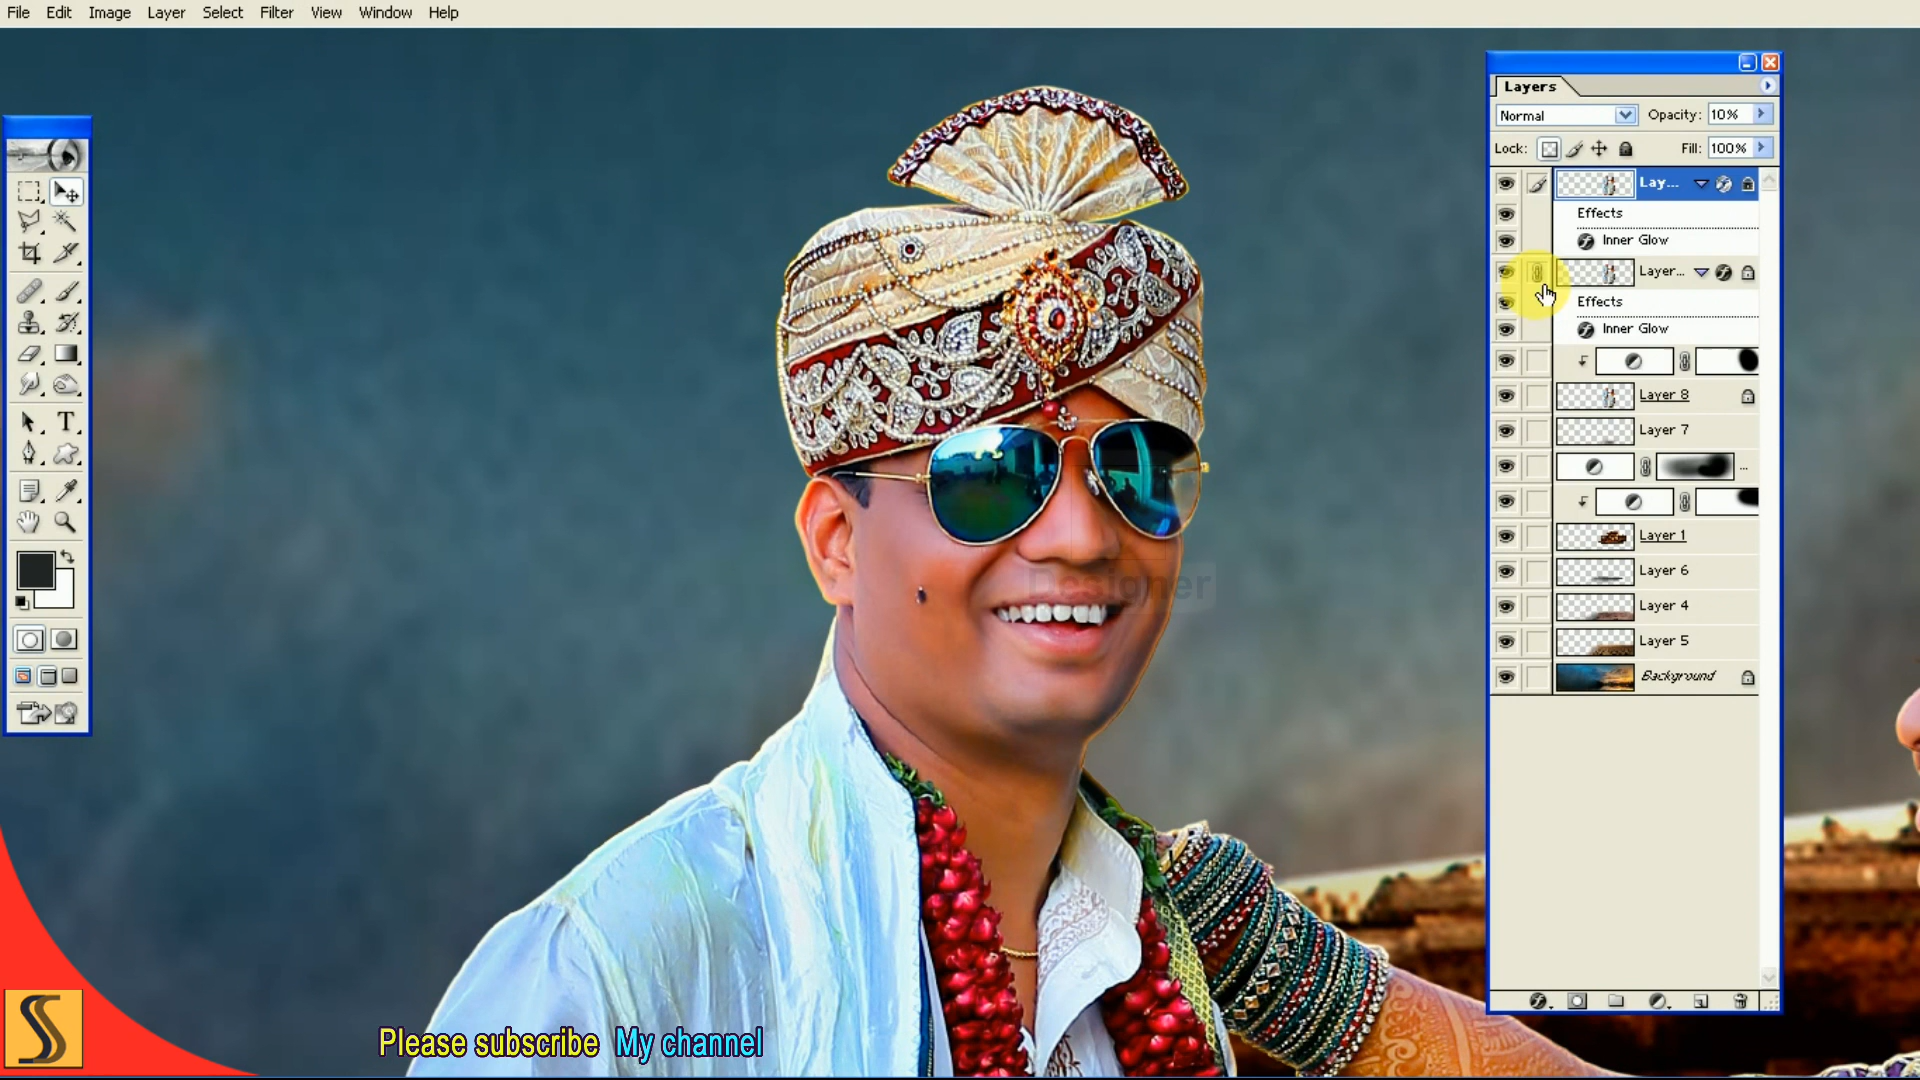 File Edit Image Layer Select Filter View Window Help
Layers
Normal Opacity: 10%
Lock: Fill: 100%
Lay...
Effects
Inner Glow
Layer...
Effects
Inner Glow
Layer 8
Layer 7
...
Layer 1
Layer 6
Layer 4
Layer 5
Background
T
Designer
Please subscribe My channel